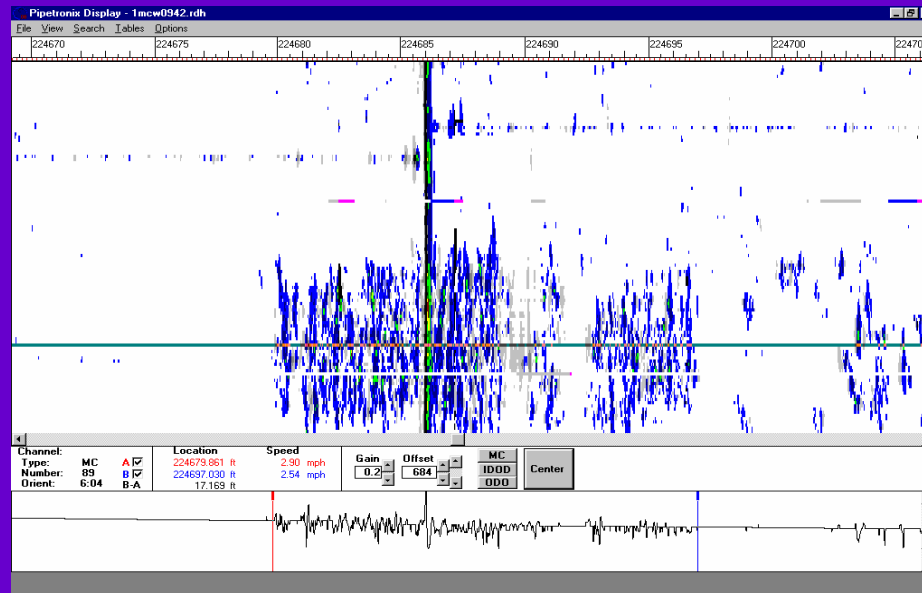 Pipetronix Display - 1mcw0942.rdh
File View Search Tables Options
224670 224675 224680 224685 224690 224695 224700 22470
Channel: Location Speed Gain Offset MC
Type: MC A 224679.861 ft 2.90 mph 0.2 684 IDOD Center
Number: 89 B 224697.030 ft 2.54 mph ODO
Orient: 6:04 B-A 17.169 ft